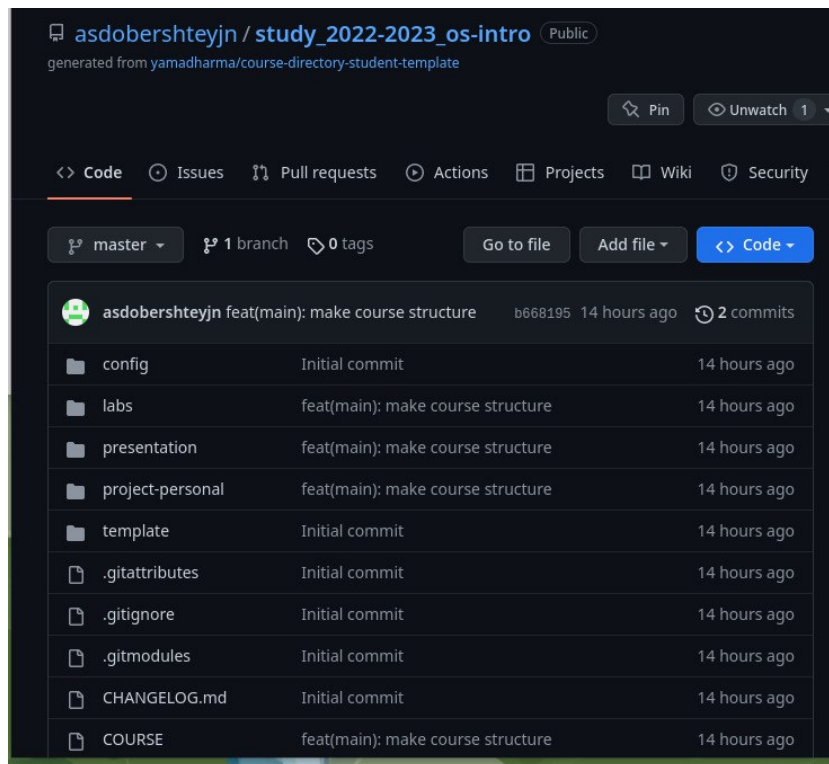 asdobershteyjn / study_2022-2023_os-intro Public
generated from yamadharma/course-directory-student-template
Pin Unwatch 1
<> Code Issues Pull requests Actions Projects Wiki Security
master 1 branch 0 tags Go to file Add file <> Code
asdobershteyjn feat(main): make course structure b668195 14 hours ago 2 commits
config Initial commit 14 hours ago
labs feat(main): make course structure 14 hours ago
presentation feat(main): make course structure 14 hours ago
project-personal feat(main): make course structure 14 hours ago
template Initial commit 14 hours ago
.gitattributes Initial commit 14 hours ago
.gitignore Initial commit 14 hours ago
.gitmodules Initial commit 14 hours ago
CHANGELOG.md Initial commit 14 hours ago
COURSE feat(main): make course structure 14 hours ago